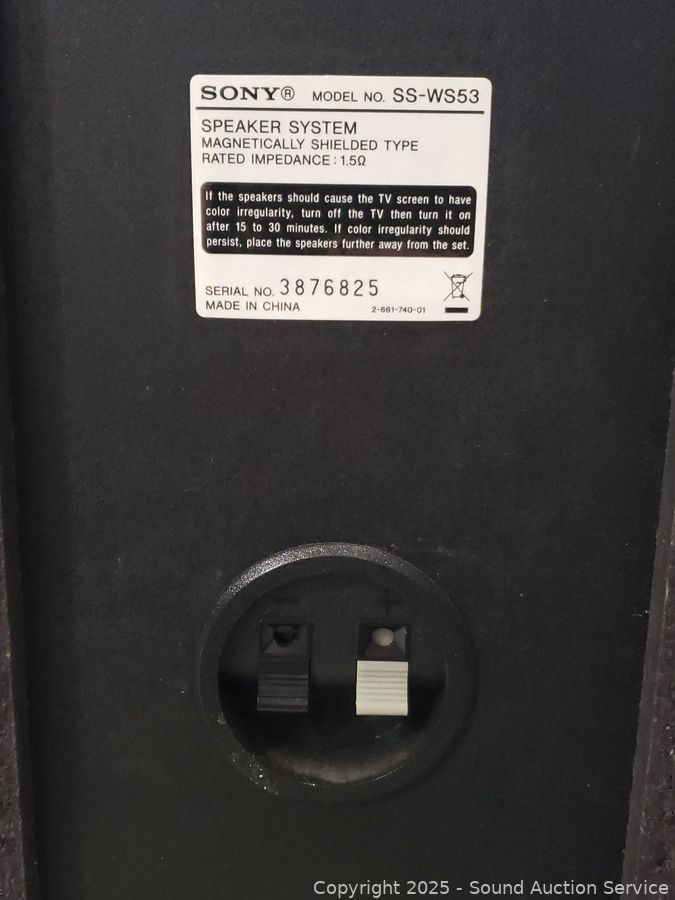 SONY® MODEL NO. SS-WS53
SPEAKER SYSTEM
MAGNETICALLY SHIELDED TYPE
RATED IMPEDANCE : 1.5Ω
If the speakers should cause the TV screen to have
color irregularity, turn off the TV then turn it on
after 15 to 30 minutes. If color irregularity should
persist, place the speakers further away from the set.
SERIAL NO. 3876825
MADE IN CHINA 2-661-740-01
− +
Copyright 2025 - Sound Auction Service